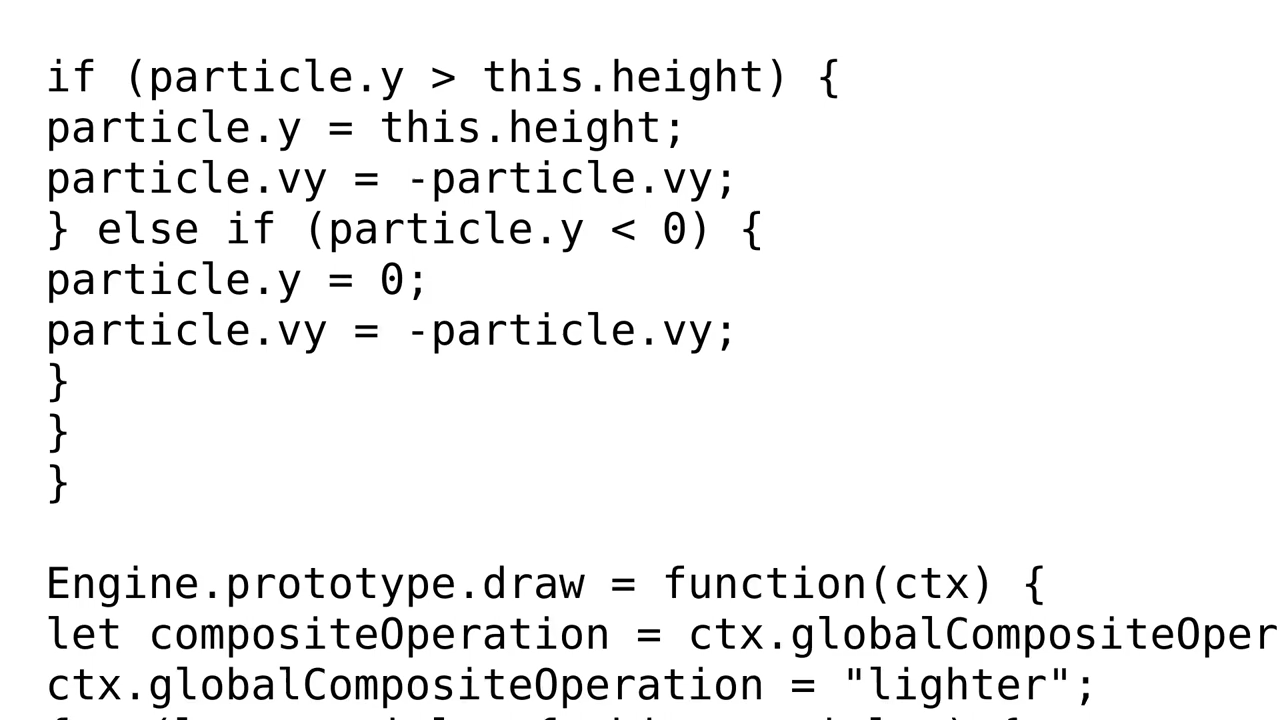 if (particle.y > this.height) {
particle.y = this.height;
particle.vy = -particle.vy;
} else if (particle.y < 0) {
particle.y = 0;
particle.vy = -particle.vy;
}
}
}

Engine.prototype.draw = function(ctx) {
let compositeOperation = ctx.globalCompositeOper
ctx.globalCompositeOperation = "lighter";